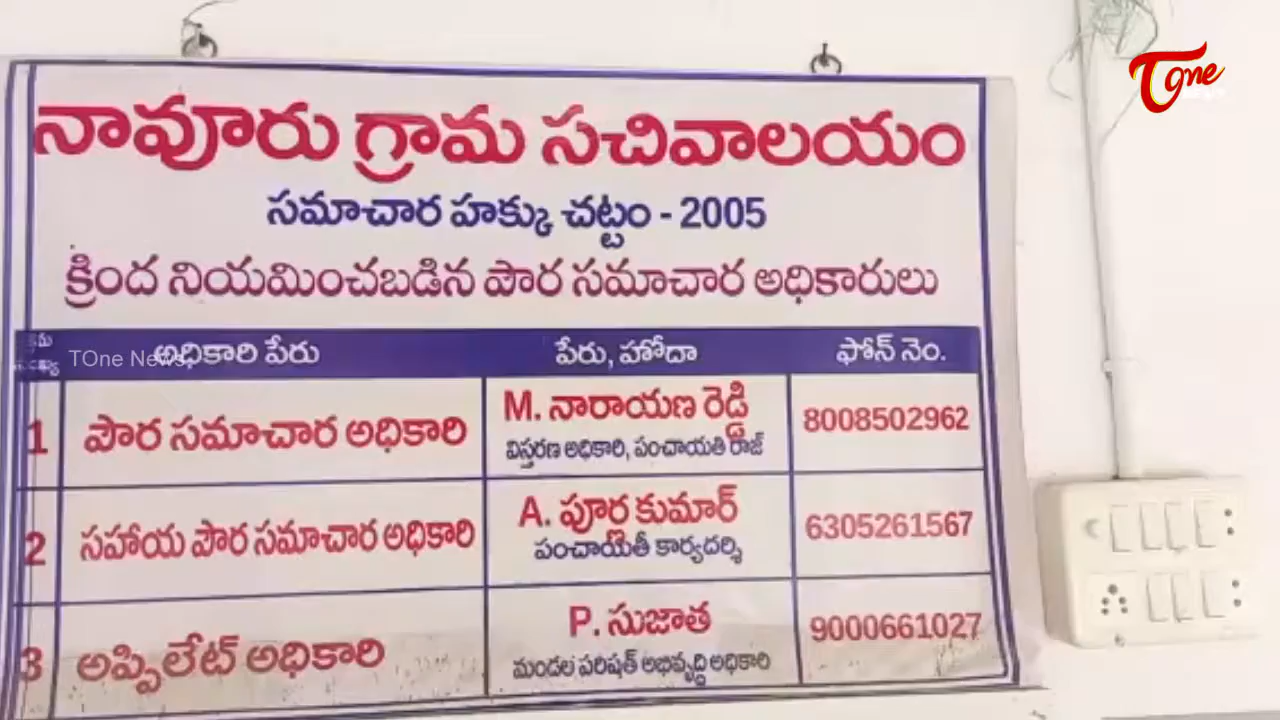 Tone
నావూరు గ్రామ సచివాలయం
సమాచార హక్కు చట్టం - 2005
క్రింద నియమించబడిన పౌర సమాచార అధికారులు
అధికారి పేరు పేరు, హోదా ఫోన్ నెం.
TOne News
1 పౌర సమాచార అధికారి M. నారాయణ రెడ్డి 8008502962
విస్తరణ అధికారి, పంచాయతి రాజ్
2 సహాయ పౌర సమాచార అధికారి A. పూర్ణ కుమార్ 6305261567
పంచాయతీ కార్యదర్శి
3 అప్పిలేట్ అధికారి P. సుజాత 9000661027
మండల పరిషత్ అభివృద్ది అధికారి